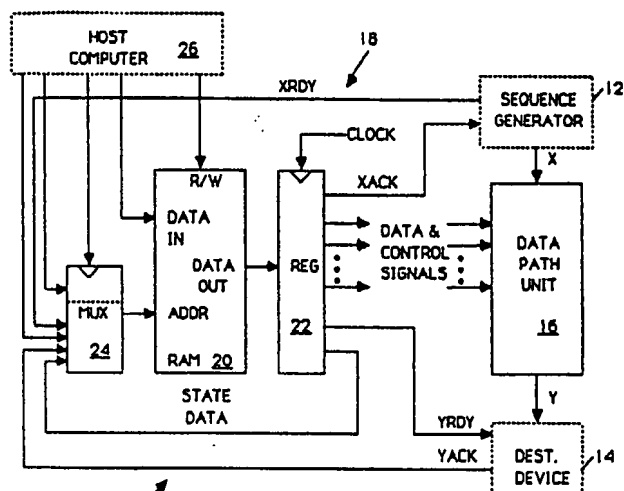 HOST
COMPUTER
26
18
XRDY
SEQUENCE
GENERATOR
12
CLOCK
XACK
X
R/W
DATA
IN
DATA
OUT
ADDR
RAM 20
REG
22
DATA &
CONTROL
SIGNALS
DATA
PATH
UNIT
16
MUX
24
STATE
DATA
Y
YRDY
YACK
DEST.
DEVICE
14